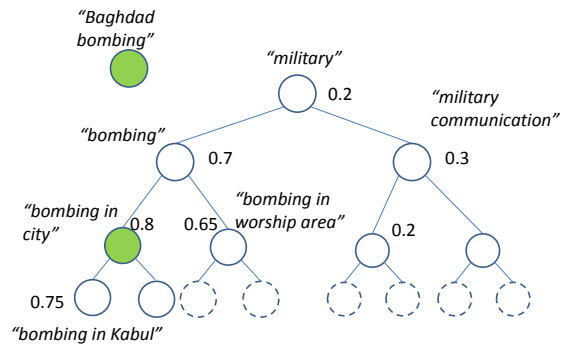 “Baghdad
bombing”
“military”
0.2
“military
communication”
“bombing”
0.7
0.3
“bombing in
city”
0.8
0.65
“bombing in
worship area”
0.2
0.75
“bombing in Kabul”